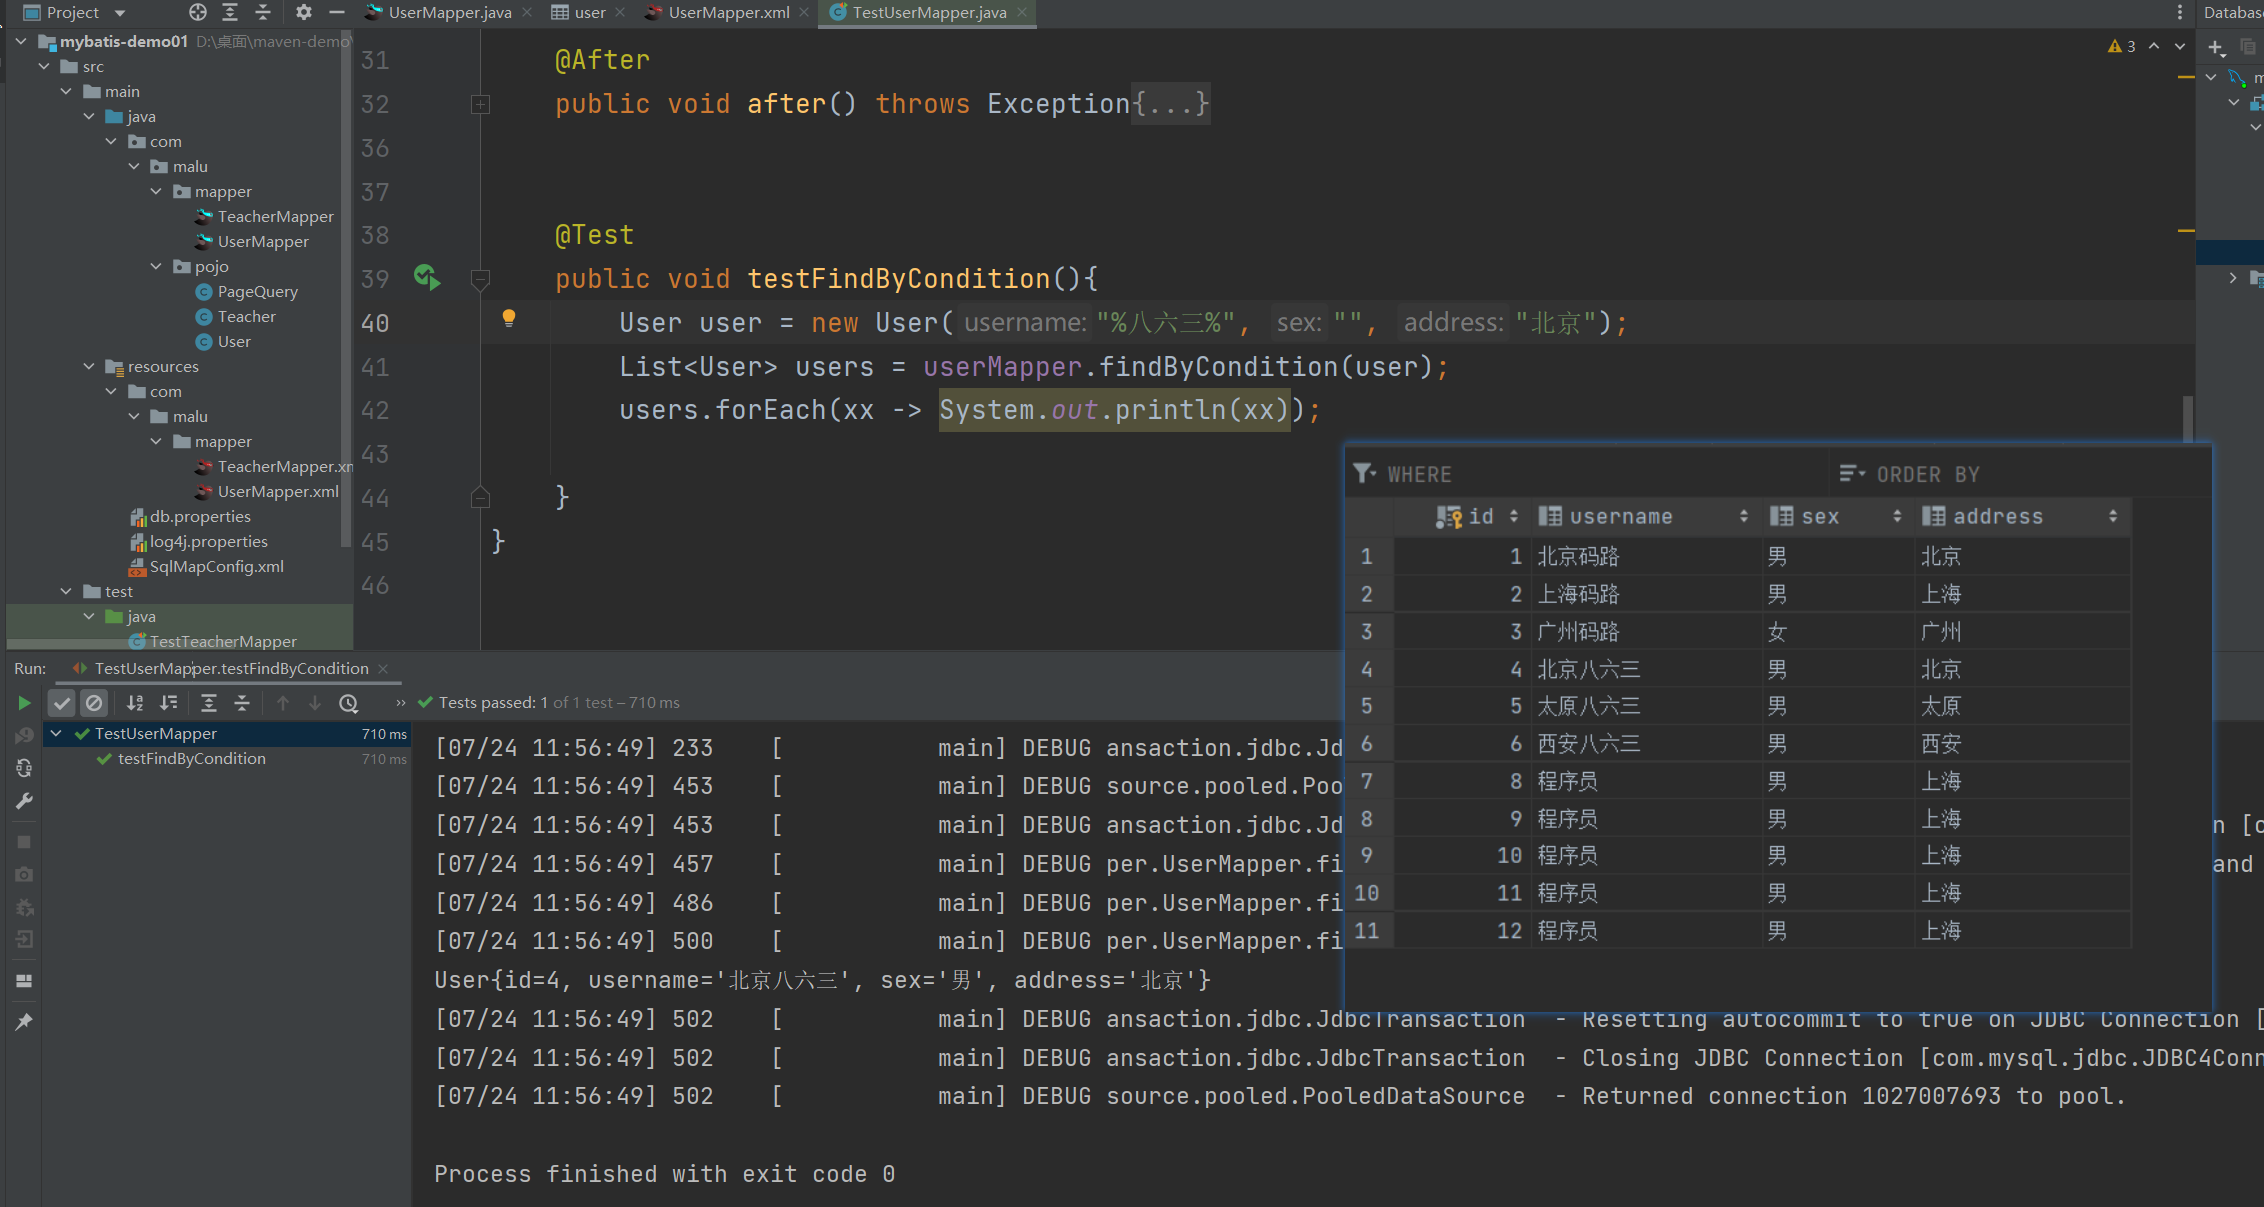 Project
UserMapper.java
user
UserMapper.xml
TestUserMapper.java
mybatis-demo01 D:\桌面\maven-demo\
src
main
java
com
malu
mapper
TeacherMapper
UserMapper
pojo
PageQuery
Teacher
User
resources
com
malu
mapper
TeacherMapper.xm
UserMapper.xml
db.properties
log4j.properties
SqlMapConfig.xml
test
java
TestTeacherMapper
3
31 @After
32 public void after() throws Exception{...}
36
37
38 @Test
39 public void testFindByCondition(){
40 User user = new User( username: "%八六三%", sex: "", address: "北京");
41 List<User> users = userMapper.findByCondition(user);
42 users.forEach(xx -> System.out.println(xx));
43
44 }
45 }
46
WHERE ORDER BY
id username sex address
1 1 北京码路 男 北京
2 2 上海码路 男 上海
3 3 广州码路 女 广州
4 4 北京八六三 男 北京
5 5 太原八六三 男 太原
6 6 西安八六三 男 西安
7 8 程序员 男 上海
8 9 程序员 男 上海
9 10 程序员 男 上海
10 11 程序员 男 上海
11 12 程序员 男 上海
Run: TestUserMapper.testFindByCondition
Tests passed: 1 of 1 test – 710 ms
TestUserMapper 710 ms
testFindByCondition 710 ms
[07/24 11:56:49] 233 [ main] DEBUG ansaction.jdbc.Jd
[07/24 11:56:49] 453 [ main] DEBUG source.pooled.Poo
[07/24 11:56:49] 453 [ main] DEBUG ansaction.jdbc.Jd n [c
[07/24 11:56:49] 457 [ main] DEBUG per.UserMapper.fi and
[07/24 11:56:49] 486 [ main] DEBUG per.UserMapper.fi
[07/24 11:56:49] 500 [ main] DEBUG per.UserMapper.fi
User{id=4, username='北京八六三', sex='男', address='北京'}
[07/24 11:56:49] 502 [ main] DEBUG ansaction.jdbc.JdbcTransaction - Resetting autocommit to true on JDBC Connection [
[07/24 11:56:49] 502 [ main] DEBUG ansaction.jdbc.JdbcTransaction - Closing JDBC Connection [com.mysql.jdbc.JDBC4Conn
[07/24 11:56:49] 502 [ main] DEBUG source.pooled.PooledDataSource - Returned connection 1027007693 to pool.
Process finished with exit code 0